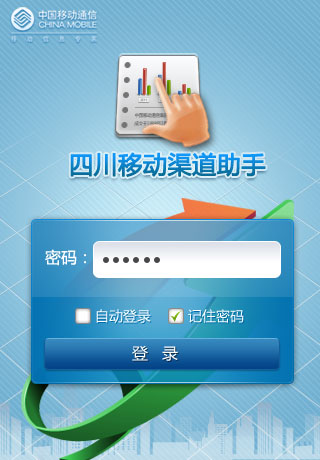 中国移动通信
CHINA MOBILE
移动信息专家
四川移动渠道助手
密码：
自动登录
记住密码
登 录